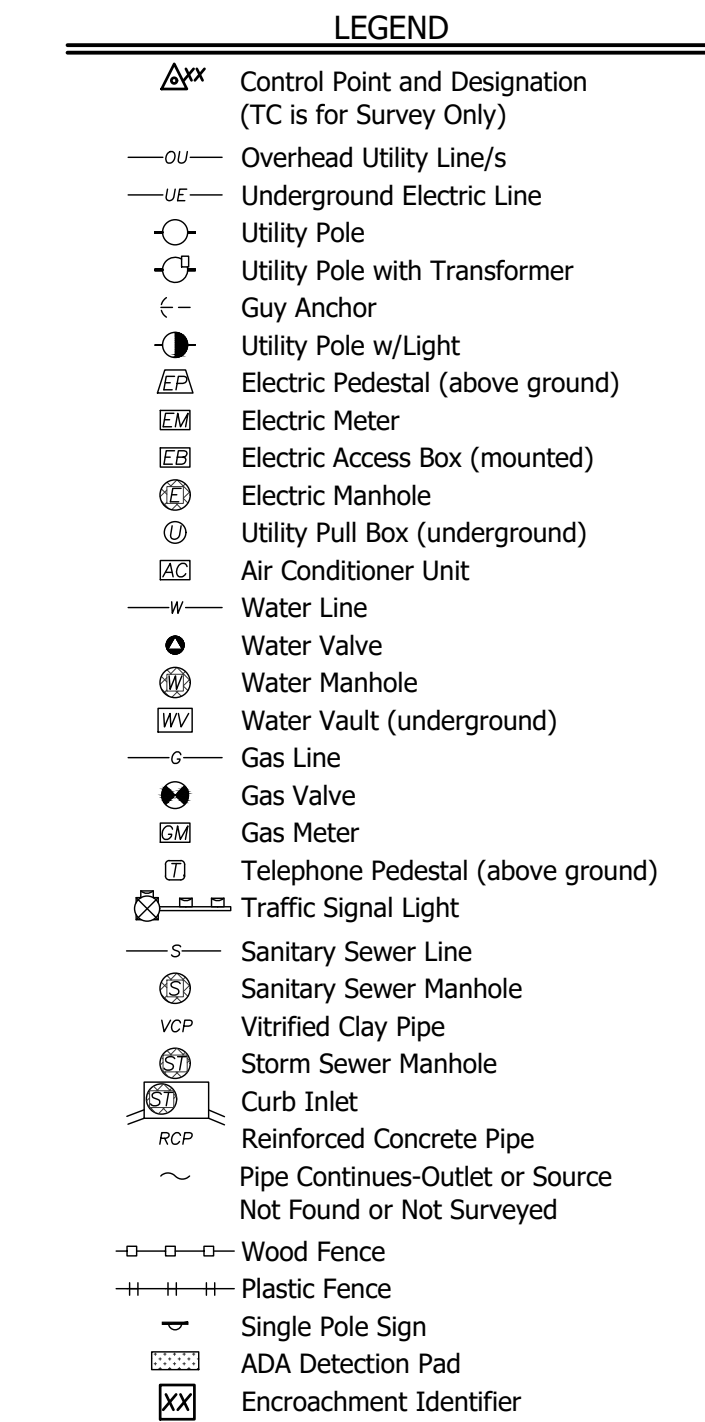 LEGEND
XX Control Point and Designation
(TC is for Survey Only)
OU Overhead Utility Line/s
UE Underground Electric Line
Utility Pole
Utility Pole with Transformer
Guy Anchor
Utility Pole w/Light
EP Electric Pedestal (above ground)
EM Electric Meter
EB Electric Access Box (mounted)
E Electric Manhole
U Utility Pull Box (underground)
AC Air Conditioner Unit
W Water Line
Water Valve
W Water Manhole
WV Water Vault (underground)
G Gas Line
Gas Valve
GM Gas Meter
T Telephone Pedestal (above ground)
Traffic Signal Light
S Sanitary Sewer Line
S Sanitary Sewer Manhole
VCP Vitrified Clay Pipe
ST Storm Sewer Manhole
ST Curb Inlet
RCP Reinforced Concrete Pipe
Pipe Continues-Outlet or Source
Not Found or Not Surveyed
Wood Fence
Plastic Fence
Single Pole Sign
ADA Detection Pad
XX Encroachment Identifier